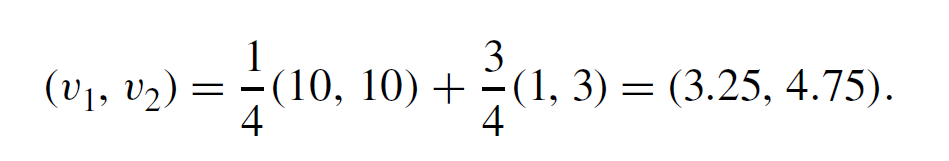 (v₁, v₂) = 1/4(10, 10) + 3/4(1, 3) = (3.25, 4.75).